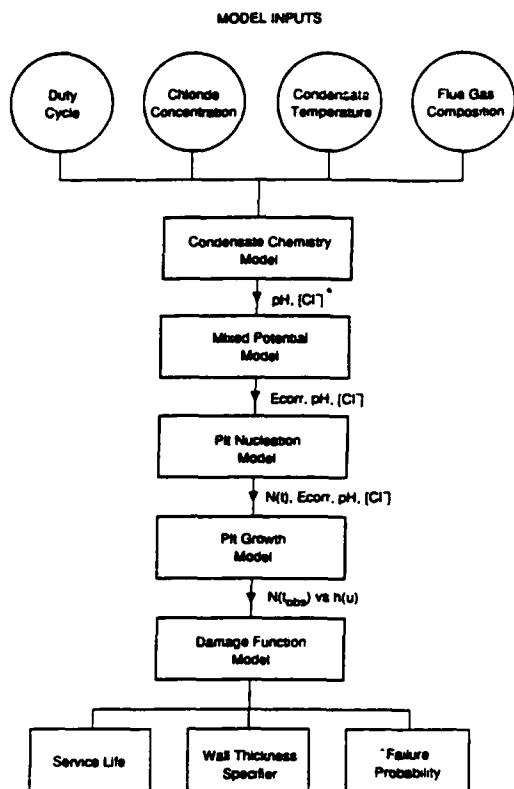 MODEL INPUTS
Duty
Cycle
Chloride
Concentration
Condensate
Temperature
Flue Gas
Composition
Condensate Chemistry
Model
pH, [Cl⁻]*
Mixed Potential
Model
Ecorr, pH, [Cl⁻]
Pit Nucleation
Model
N(t), Ecorr, pH, [Cl⁻]
Pit Growth
Model
N(t_obs) vs h(u)
Damage Function
Model
Service Life
Wall Thickness
Specifier
Failure
Probability